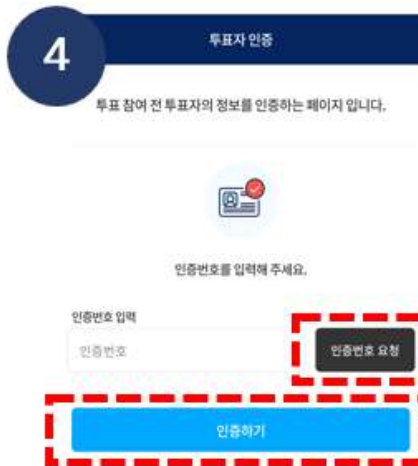 4
투표자 인증
투표 참여 전 투표자의 정보를 인증하는 페이지 입니다.
인증번호를 입력해 주세요.
인증번호 입력
인증번호
인증번호 요청
인증하기